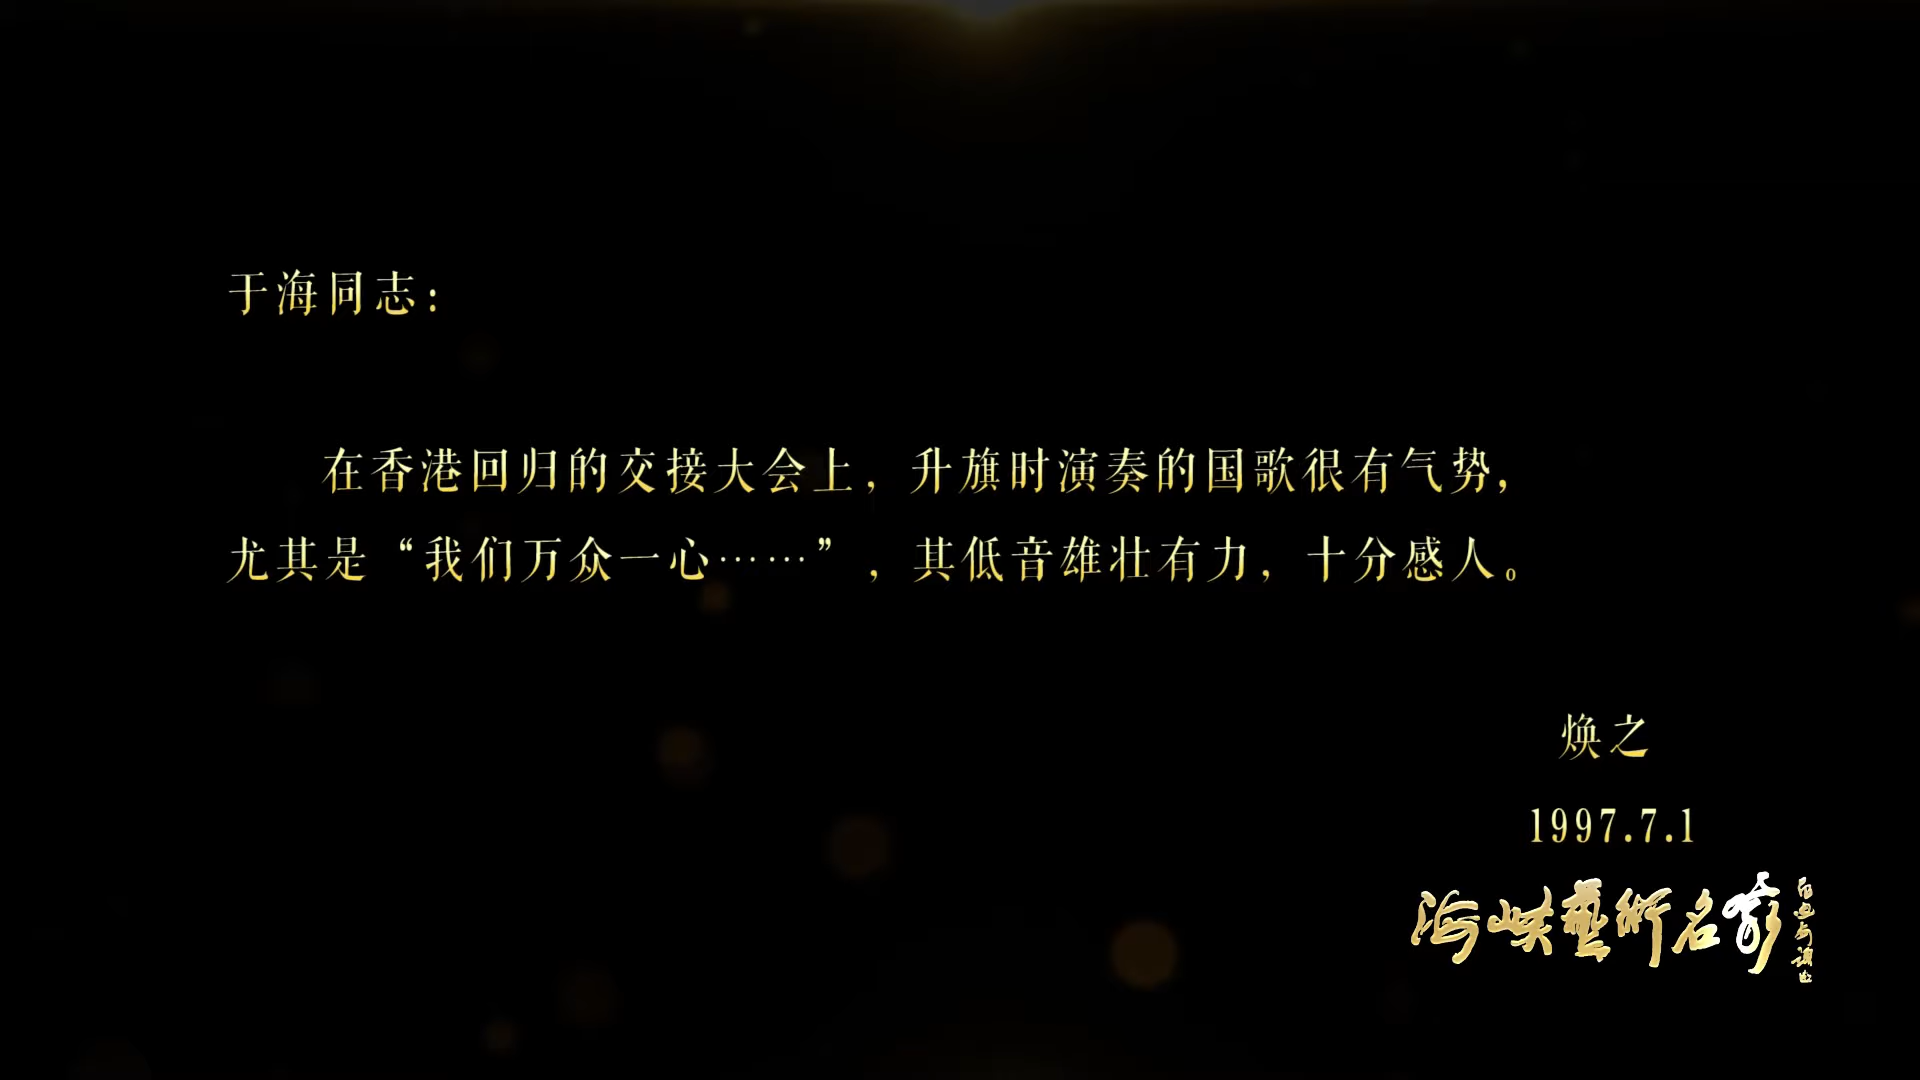 于海同志：
在香港回归的交接大会上，升旗时演奏的国歌很有气势，
尤其是“我们万众一心……”，其低音雄壮有力，十分感人。
焕之
1997.7.1
海峡艺術名家